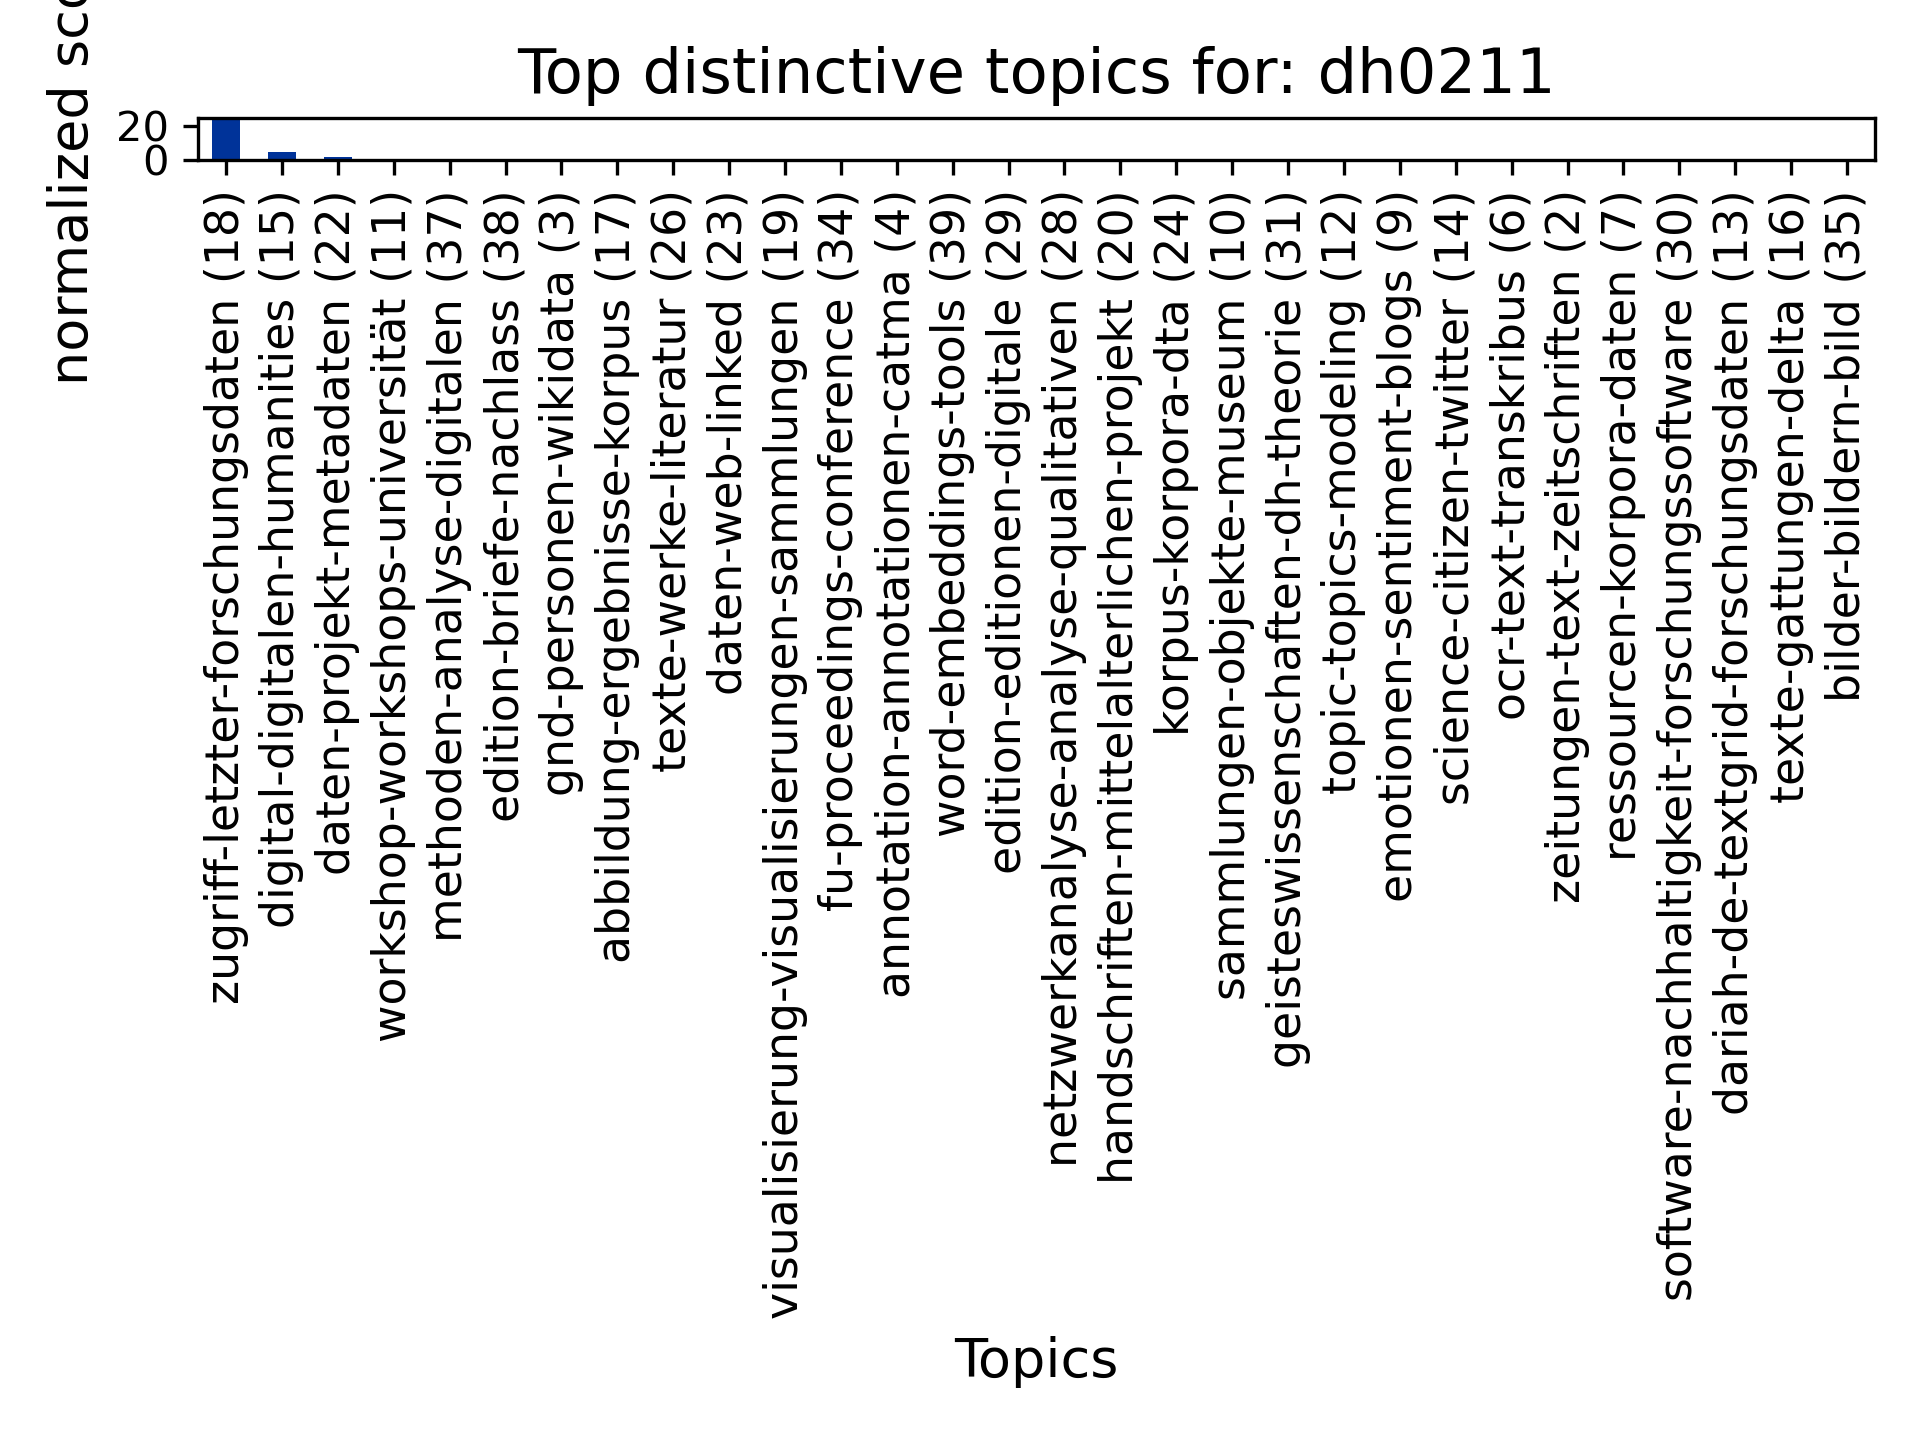 Top distinctive topics for: dh0211
normalized sco
20
0
zugriff-letzter-forschungsdaten (18)
digital-digitalen-humanities (15)
daten-projekt-metadaten (22)
workshop-workshops-universität (11)
methoden-analyse-digitalen (37)
edition-briefe-nachlass (38)
gnd-personen-wikidata (3)
abbildung-ergebnisse-korpus (17)
texte-werke-literatur (26)
daten-web-linked (23)
visualisierung-visualisierungen-sammlungen (19)
fu-proceedings-conference (34)
annotation-annotationen-catma (4)
word-embeddings-tools (39)
edition-editionen-digitale (29)
netzwerkanalyse-analyse-qualitativen (28)
handschriften-mittelalterlichen-projekt (20)
korpus-korpora-dta (24)
sammlungen-objekte-museum (10)
geisteswissenschaften-dh-theorie (31)
topic-topics-modeling (12)
emotionen-sentiment-blogs (9)
science-citizen-twitter (14)
ocr-text-transkribus (6)
zeitungen-text-zeitschriften (2)
ressourcen-korpora-daten (7)
software-nachhaltigkeit-forschungssoftware (30)
dariah-de-textgrid-forschungsdaten (13)
texte-gattungen-delta (16)
bilder-bildern-bild (35)
Topics